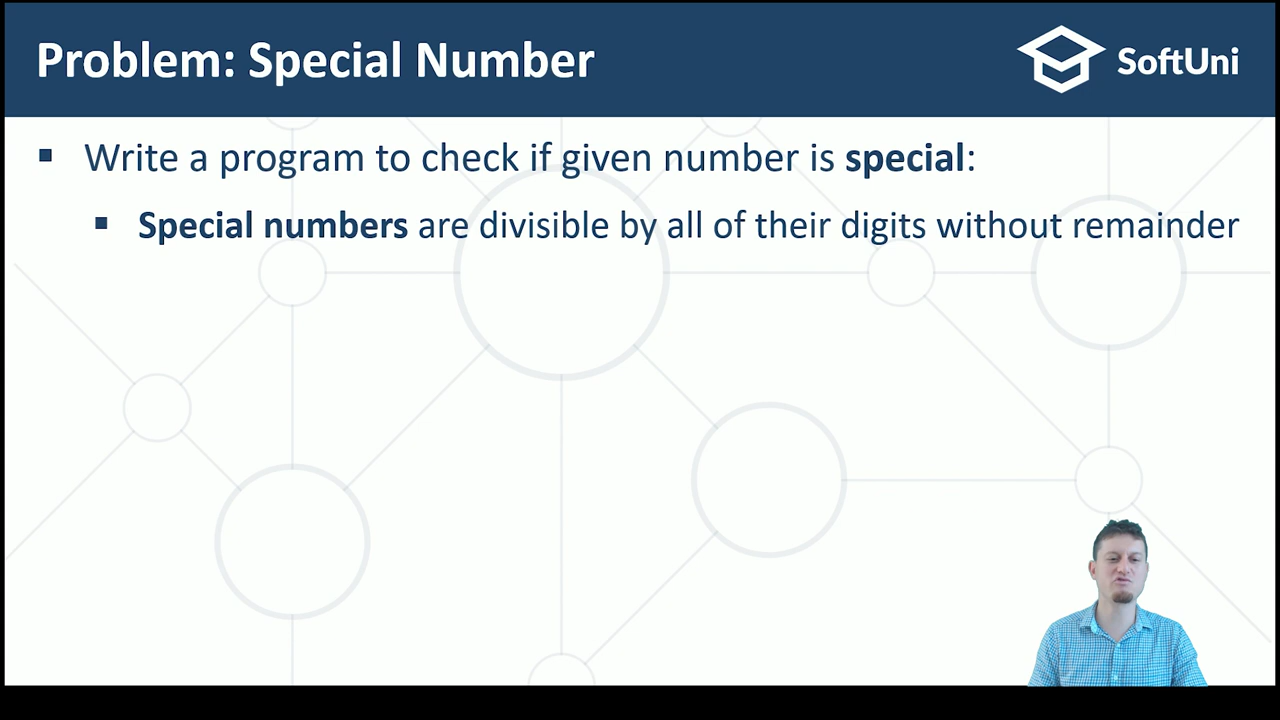 Problem: Special Number
SoftUni
Write a program to check if given number is special:
Special numbers are divisible by all of their digits without remainder